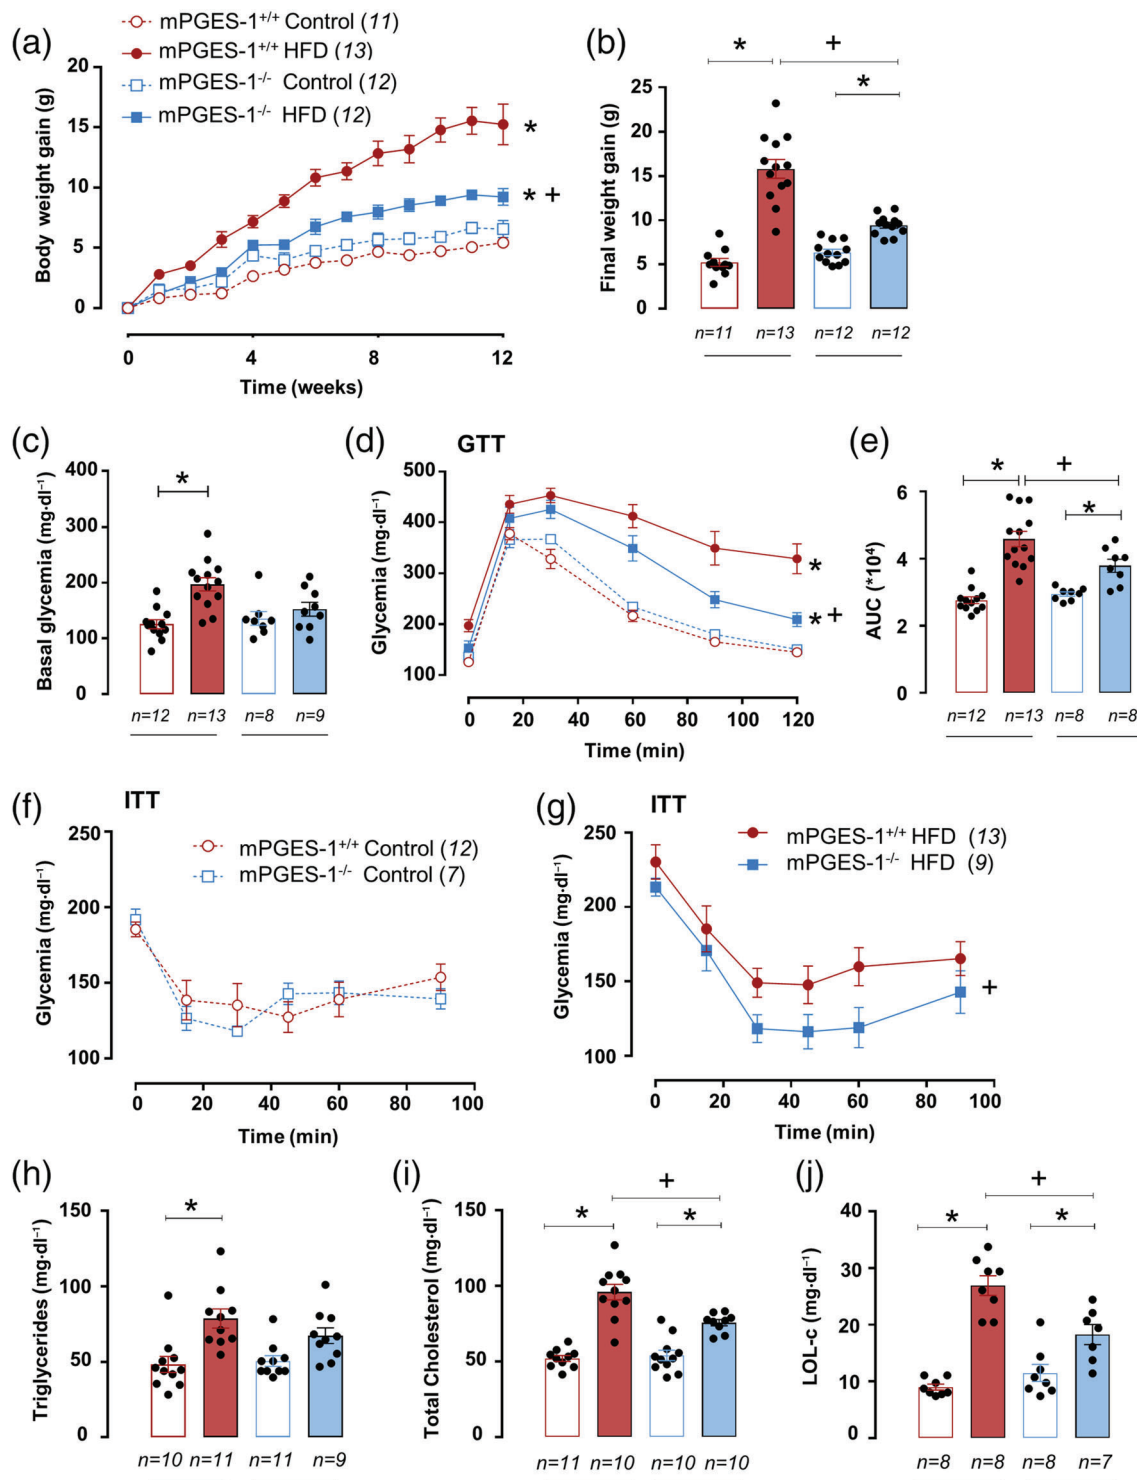 (a)
mPGES-1+/+ Control (11)
mPGES-1+/+ HFD (13)
mPGES-1-/- Control (12)
mPGES-1-/- HFD (12)
Body weight gain (g)
20
15
10
5
0
*
* +
0 4 8 12
Time (weeks)
(b)
* + *
Final weight gain (g)
25
20
15
10
5
0
n=11 n=13 n=12 n=12
(c)
*
Basal glycemia (mg·dl⁻¹)
400
300
200
100
0
n=12 n=13 n=8 n=9
(d)
GTT
Glycemia (mg·dl⁻¹)
500
400
300
200
100
*
*+
0 20 40 60 80 100 120
Time (min)
(e)
* + *
AUC (*10⁴)
6
4
2
0
n=12 n=13 n=8 n=8
(f)
ITT
mPGES-1+/+ Control (12)
mPGES-1-/- Control (7)
Glycemia (mg·dl⁻¹)
250
200
150
100
0 20 40 60 80 100
Time (min)
(g)
ITT
mPGES-1+/+ HFD (13)
mPGES-1-/- HFD (9)
Glycemia (mg·dl⁻¹)
250
200
150
100
+
0 20 40 60 80 100
Time (min)
(h)
*
Triglycerides (mg·dl⁻¹)
150
100
50
0
n=10 n=11 n=11 n=9
(i)
+
* *
Total Cholesterol (mg·dl⁻¹)
150
100
50
0
n=11 n=10 n=10 n=10
(j)
+
* *
LOL-c (mg·dl⁻¹)
40
30
20
10
0
n=8 n=8 n=8 n=7